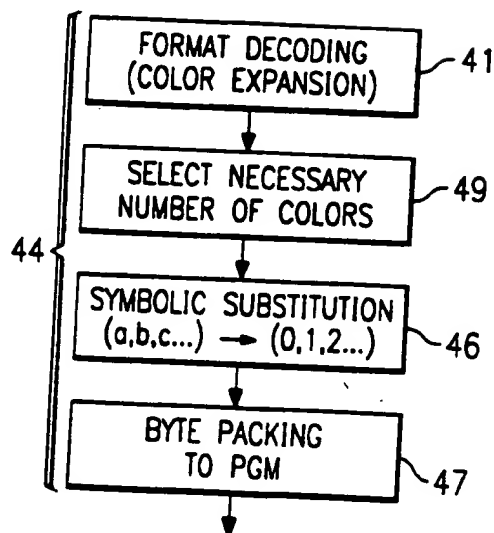 FORMAT DECODING
(COLOR EXPANSION)
41
SELECT NECESSARY
NUMBER OF COLORS
49
44
SYMBOLIC SUBSTITUTION
(a,b,c...) → (0,1,2...)
46
BYTE PACKING
TO PGM
47